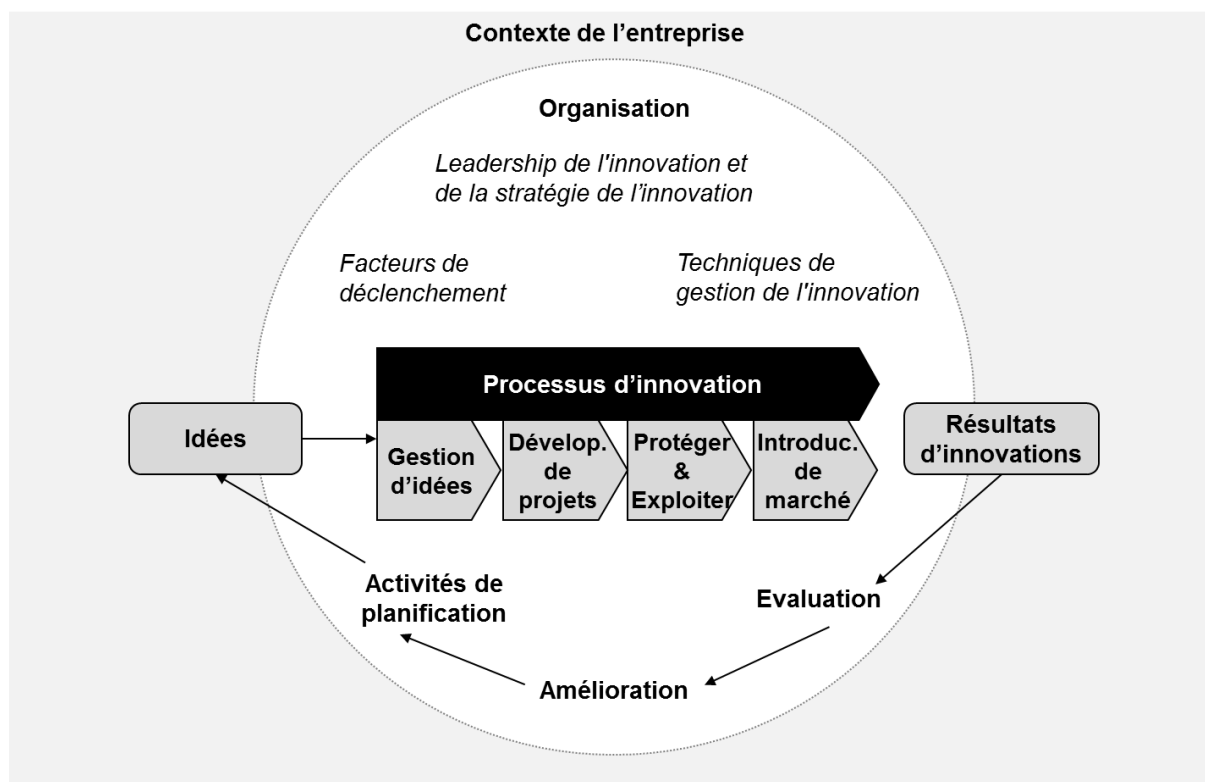 Contexte de l’entreprise
Organisation
Leadership de l'innovation et
de la stratégie de l’innovation
Facteurs de
déclenchement
Techniques de
gestion de l'innovation
Processus d’innovation
Idées
Gestion
d’idées
Dévelop.
de
projets
Protéger
&
Exploiter
Introduc.
de
marché
Résultats
d’innovations
Activités de
planification
Evaluation
Amélioration